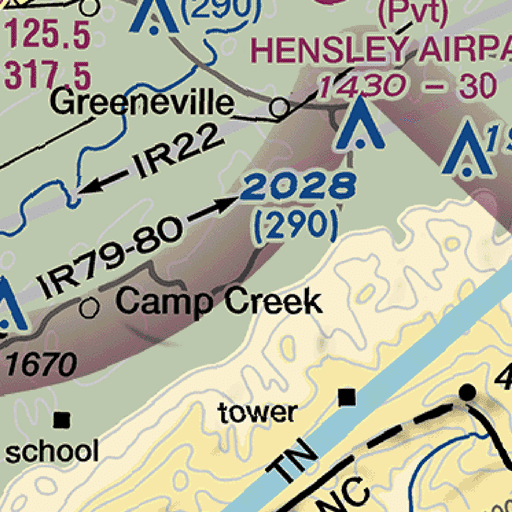 (290)
(Pvt)
125.5
317.5
HENSLEY AIRPA
1430 – 30
Greeneville
IR22
2028
(290)
IR79-80
Camp Creek
1670
tower
school
TN
NC